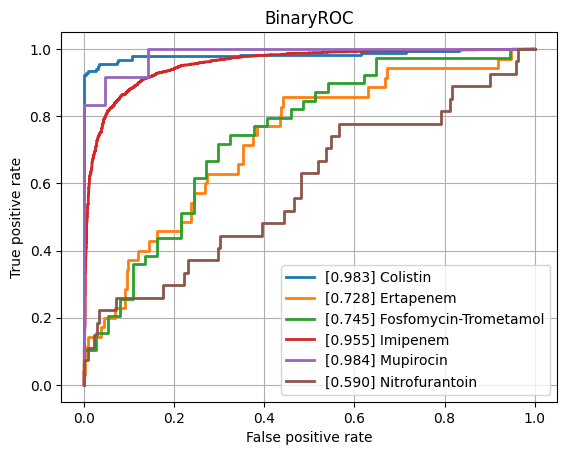 BinaryROC
True positive rate
1.0
0.8
0.6
0.4
0.2
0.0
[0.983] Colistin
[0.728] Ertapenem
[0.745] Fosfomycin-Trometamol
[0.955] Imipenem
[0.984] Mupirocin
[0.590] Nitrofurantoin
0.0 0.2 0.4 0.6 0.8 1.0
False positive rate